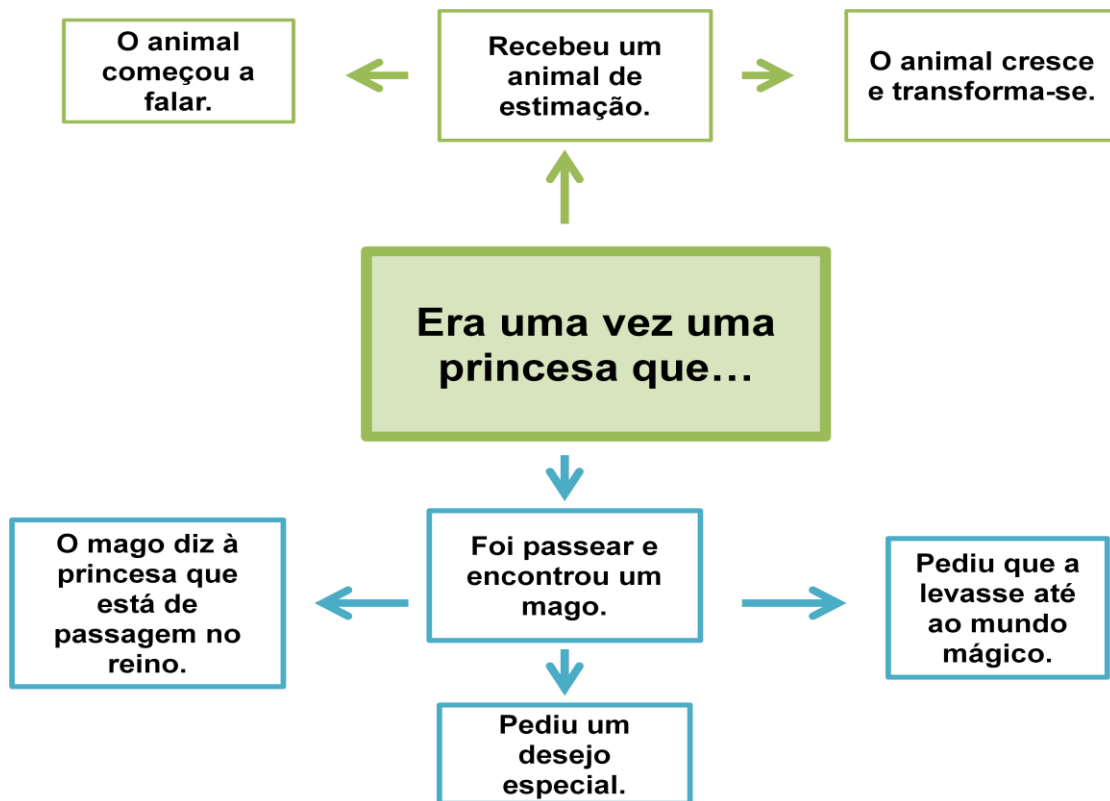 O animal
começou a
falar.
Recebeu um
animal de
estimação.
O animal cresce
e transforma-se.
Era uma vez uma
princesa que…
O mago diz à
princesa que
está de
passagem no
reino.
Foi passear e
encontrou um
mago.
Pediu que a
levasse até
ao mundo
mágico.
Pediu um
desejo
especial.